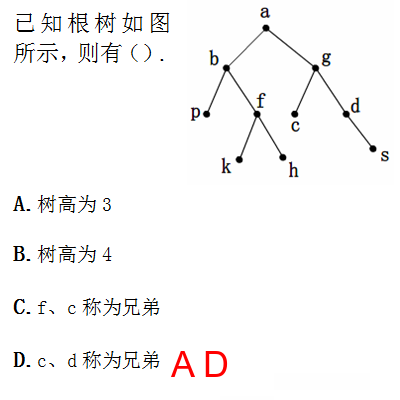 已知根树如图
所示，则有（）.
a
b
g
p
f
c
d
k
h
s
A. 树高为 3
B. 树高为 4
C. f、c 称为兄弟
D. c、d 称为兄弟
A D